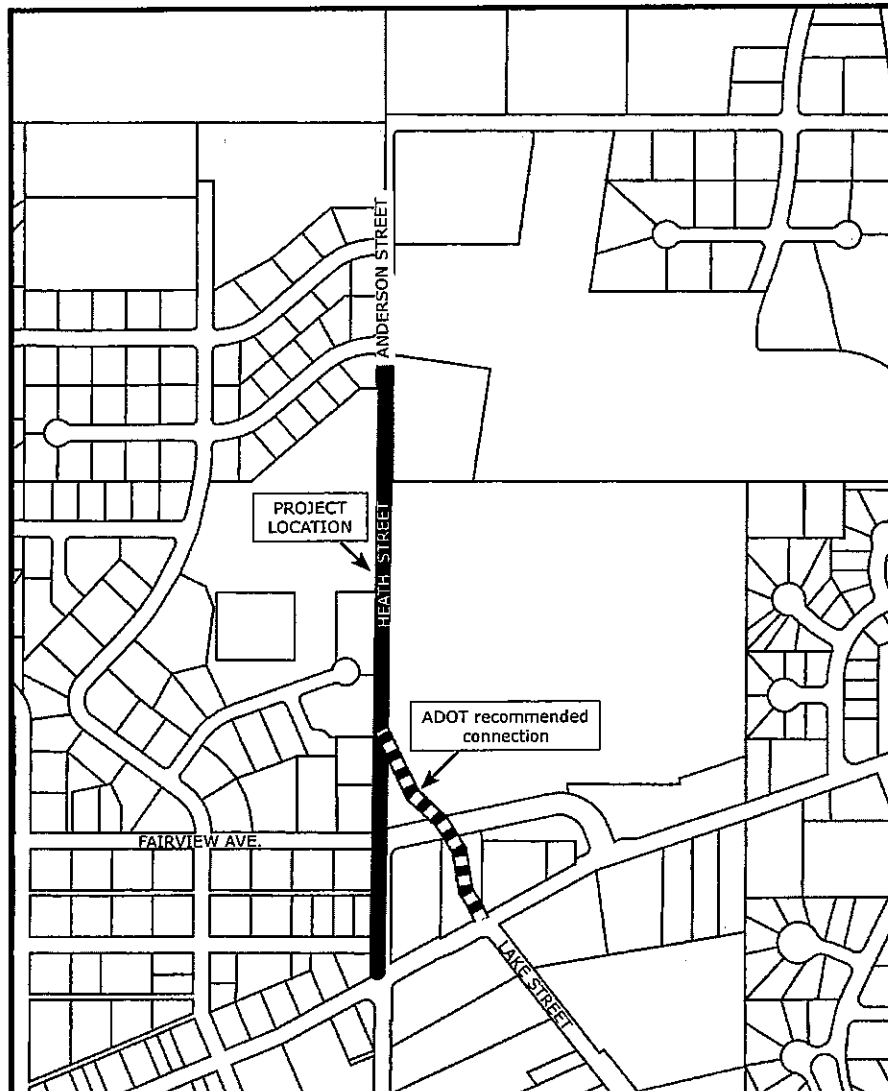 ANDERSON STREET
PROJECT
LOCATION
HEATH STREET
ADOT recommended
connection
FAIRVIEW AVE.
LAKE STREET